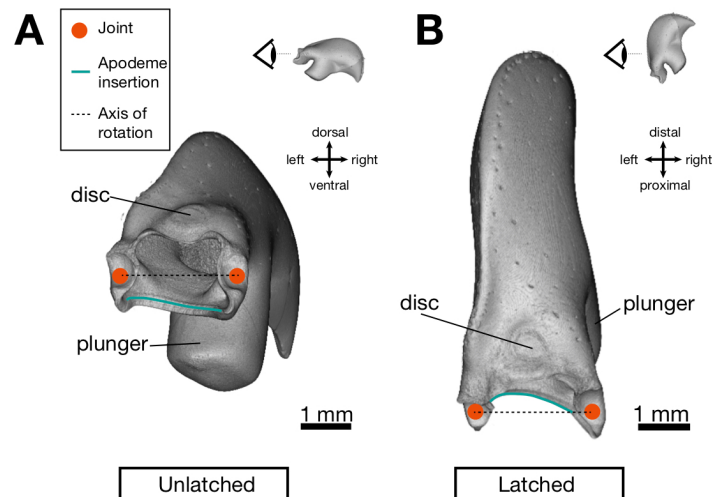 A
Joint
Apodeme
insertion
Axis of
rotation
dorsal
left
right
ventral
disc
plunger
1 mm
Unlatched
B
distal
left
right
proximal
disc
plunger
1 mm
Latched